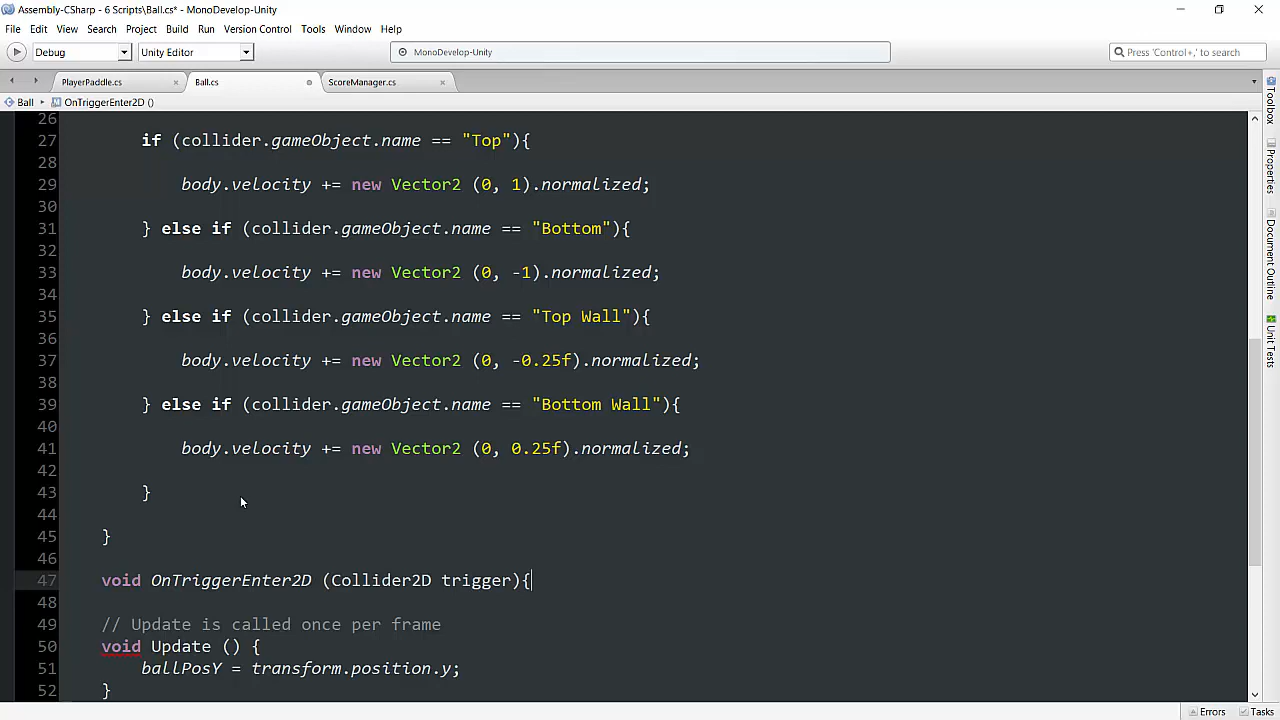 Assembly-CSharp - 6 Scripts\Ball.cs* - MonoDevelop-Unity
File Edit View Search Project Build Run Version Control Tools Window Help
Debug Unity Editor MonoDevelop-Unity Press 'Control+,' to search
PlayerPaddle.cs Ball.cs ScoreManager.cs
Ball OnTriggerEnter2D ()
26
27 if (collider.gameObject.name == "Top"){
28
29 body.velocity += new Vector2 (0, 1).normalized;
30
31 } else if (collider.gameObject.name == "Bottom"){
32
33 body.velocity += new Vector2 (0, -1).normalized;
34
35 } else if (collider.gameObject.name == "Top Wall"){
36
37 body.velocity += new Vector2 (0, -0.25f).normalized;
38
39 } else if (collider.gameObject.name == "Bottom Wall"){
40
41 body.velocity += new Vector2 (0, 0.25f).normalized;
42
43 }
44
45 }
46
47 void OnTriggerEnter2D (Collider2D trigger){
48
49 // Update is called once per frame
50 void Update () {
51 ballPosY = transform.position.y;
52 }
Toolbox
Properties
Document Outline
Unit Tests
Errors Tasks